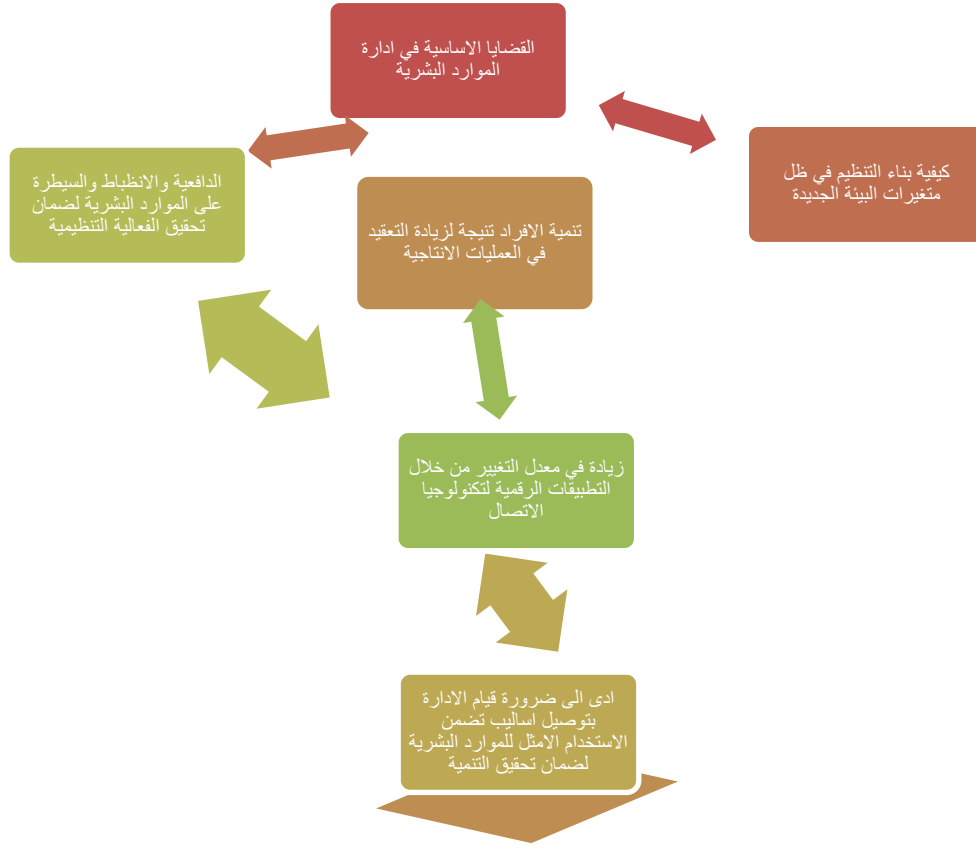 القضايا الاساسية في ادارة
الموارد البشرية
كيفية بناء التنظيم في ظل
متغيرات البيئة الجديدة
الدافعية والانظباط والسيطرة
على الموارد البشرية لضمان
تحقيق الفعالية التنظيمية
تنمية الافراد تنيجة لزيادة التعقيد
في العمليات الانتاجية
زيادة في معدل التغيير من خلال
التطبيقات الرقمية لتكنولوجيا
الاتصال
ادى الى ضرورة قيام الادارة
بتوصيل اساليب تضمن
الاستخدام الامثل للموارد البشرية
لضمان تحقيق التنمية